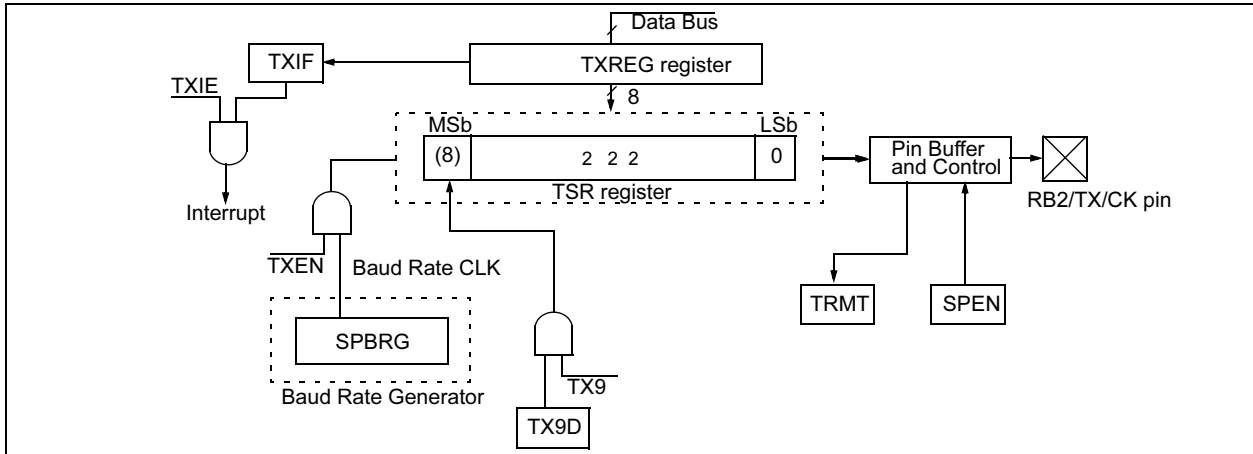 Data Bus
TXIF
TXREG register
TXIE
8
MSb
LSb
(8)
2 2 2
0
TSR register
Pin Buffer
and Control
Interrupt
RB2/TX/CK pin
TXEN
Baud Rate CLK
TRMT
SPEN
SPBRG
TX9
Baud Rate Generator
TX9D